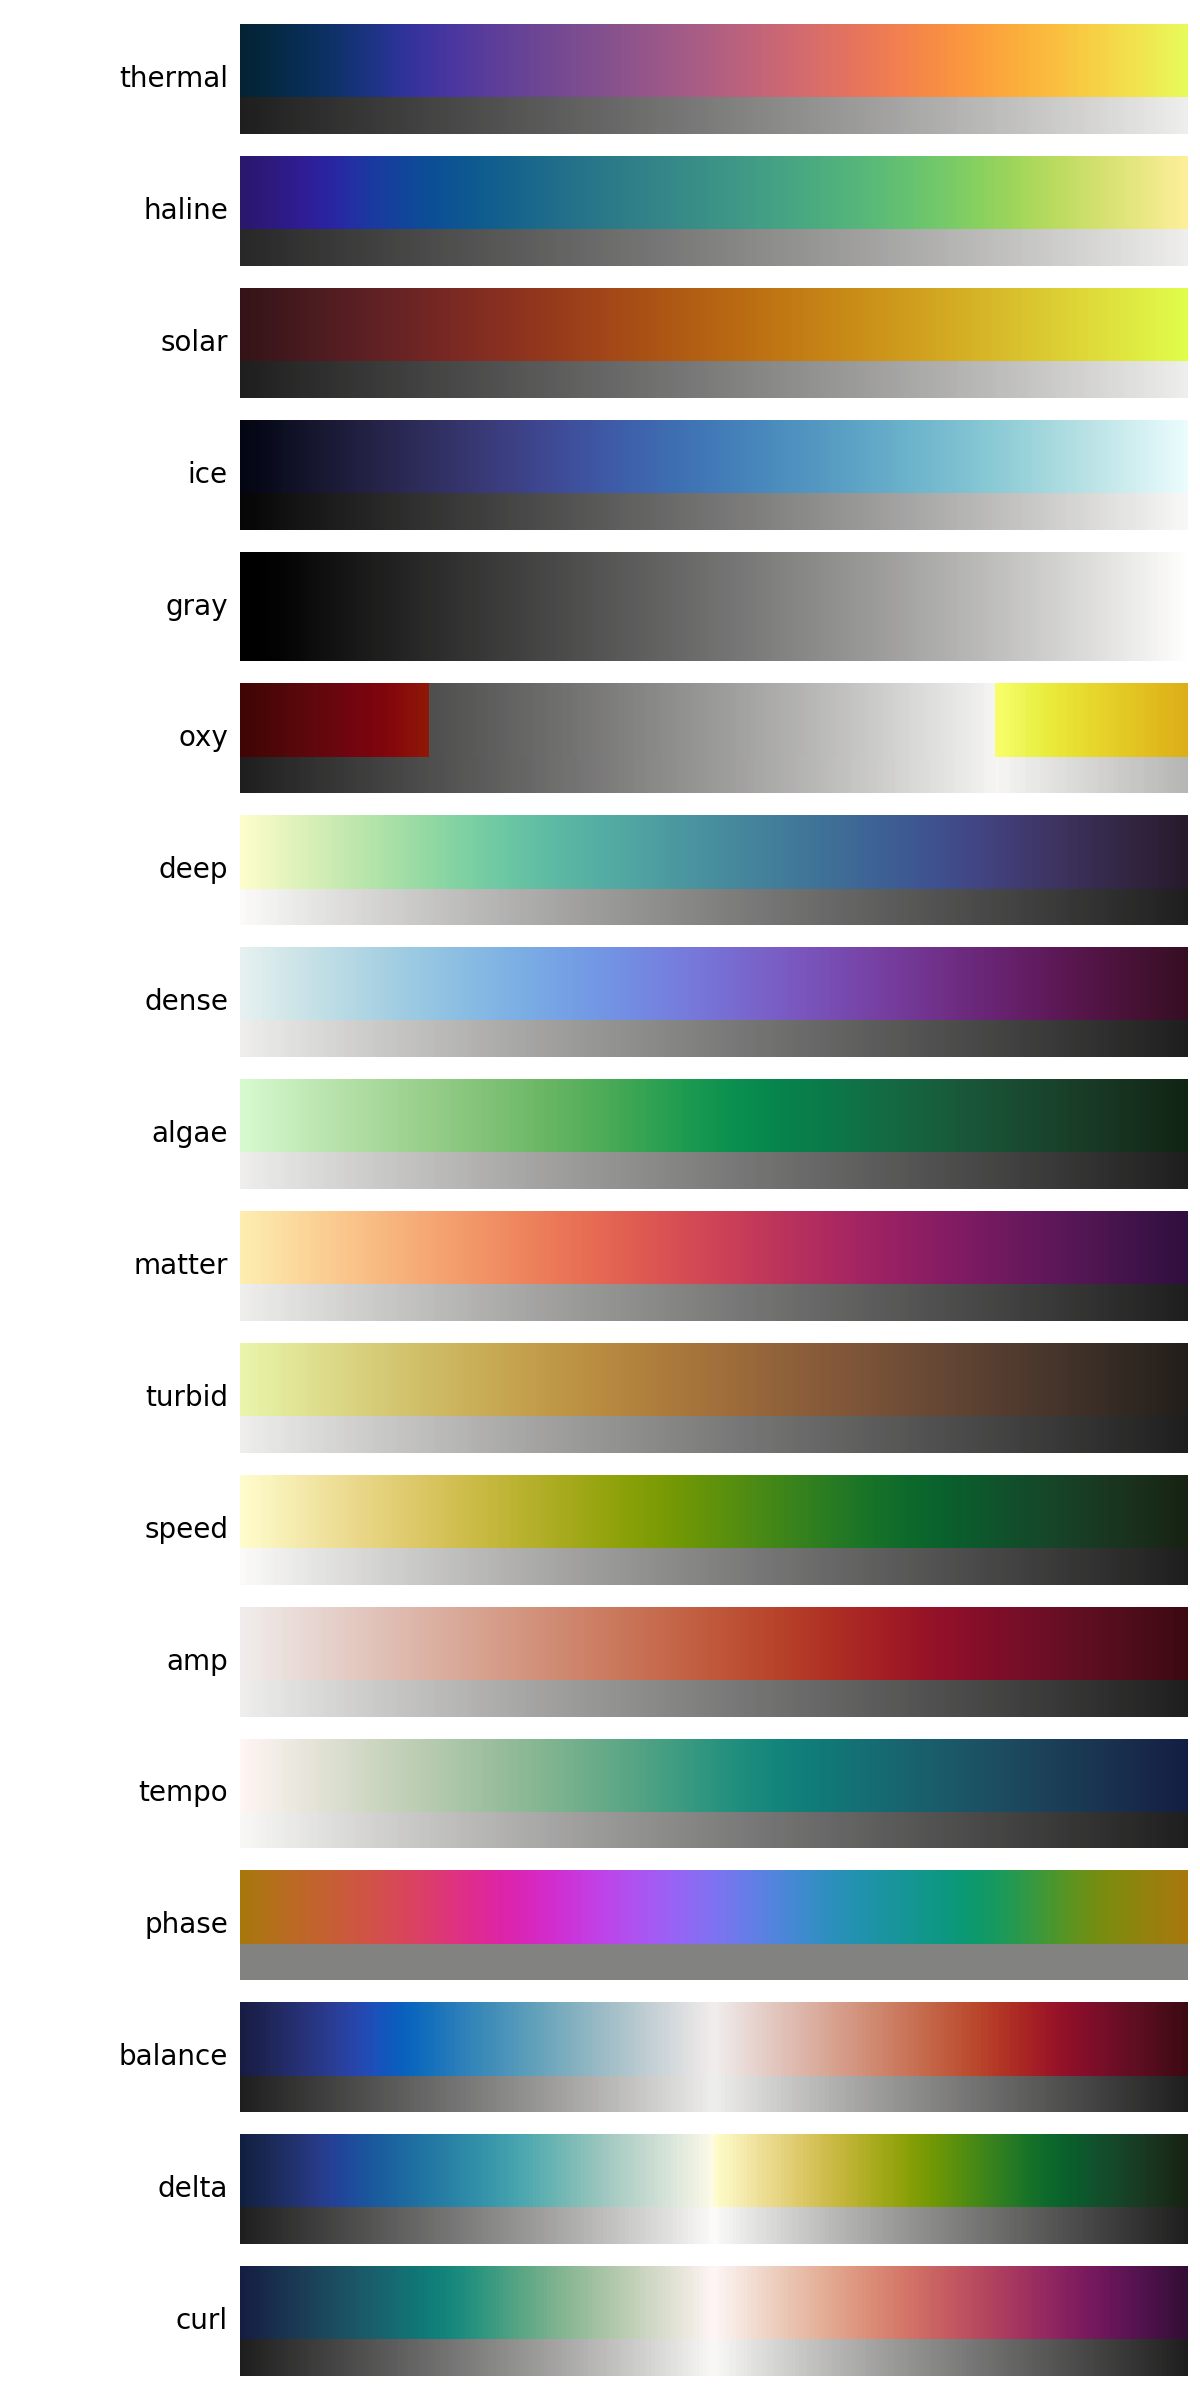 thermal
haline
solar
ice
gray
oxy
deep
dense
algae
matter
turbid
speed
amp
tempo
phase
balance
delta
curl